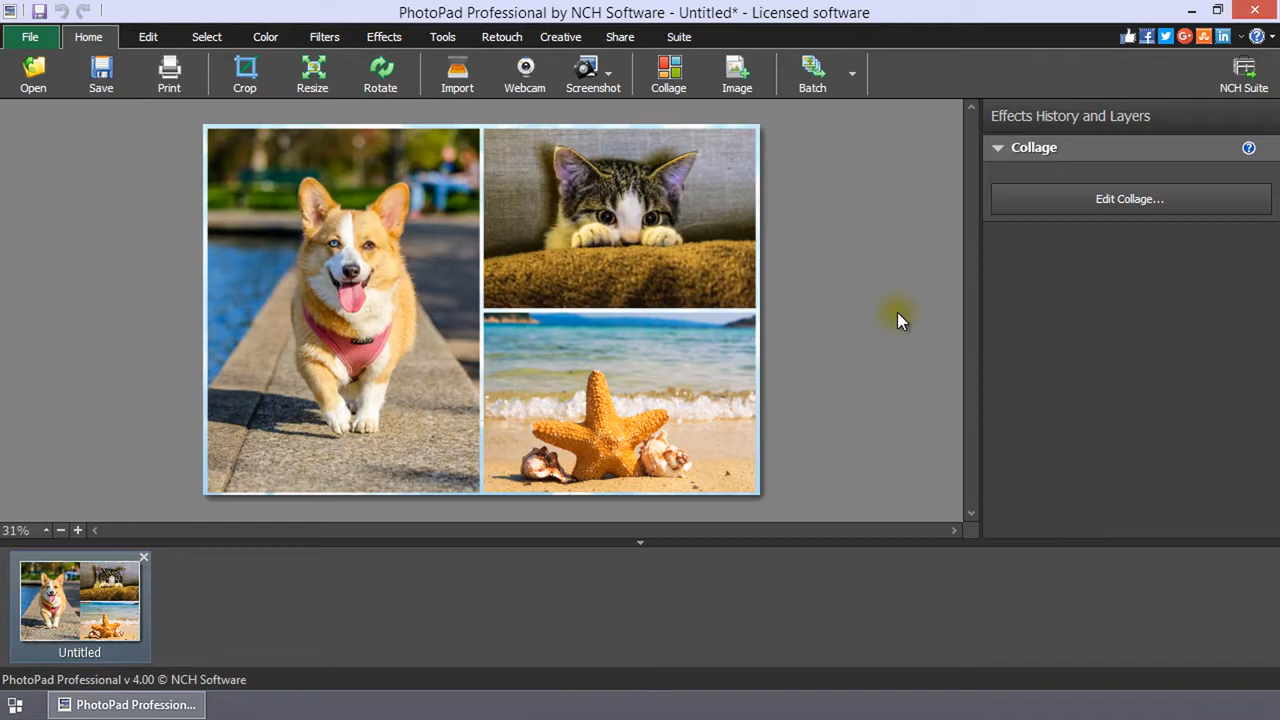 PhotoPad Professional by NCH Software - Untitled* - Licensed software
File Home Edit Select Color Filters Effects Tools Retouch Creative Share Suite
Open Save Print Crop Resize Rotate Import Webcam Screenshot Collage Image Batch NCH Suite
Effects History and Layers
Collage
Edit Collage...
31%
Untitled
PhotoPad Professional v 4.00 © NCH Software
PhotoPad Profession...